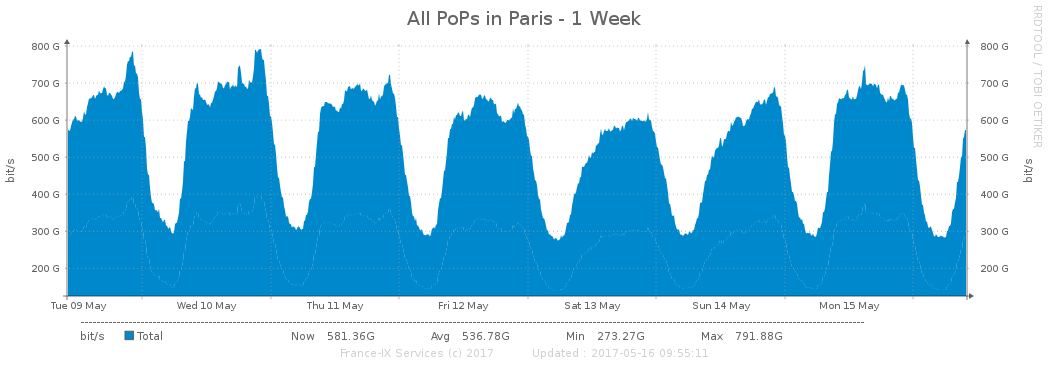 All PoPs in Paris - 1 Week
RRDTOOL / TOBI OETIKER
bit/s
bit/s
800 G 800 G
700 G 700 G
600 G 600 G
500 G 500 G
400 G 400 G
300 G 300 G
200 G 200 G
Tue 09 May Wed 10 May Thu 11 May Fri 12 May Sat 13 May Sun 14 May Mon 15 May
bit/s Total Now 581.36G Avg 536.78G Min 273.27G Max 791.88G
France-IX Services (c) 2017 Updated : 2017-05-16 09:55:11